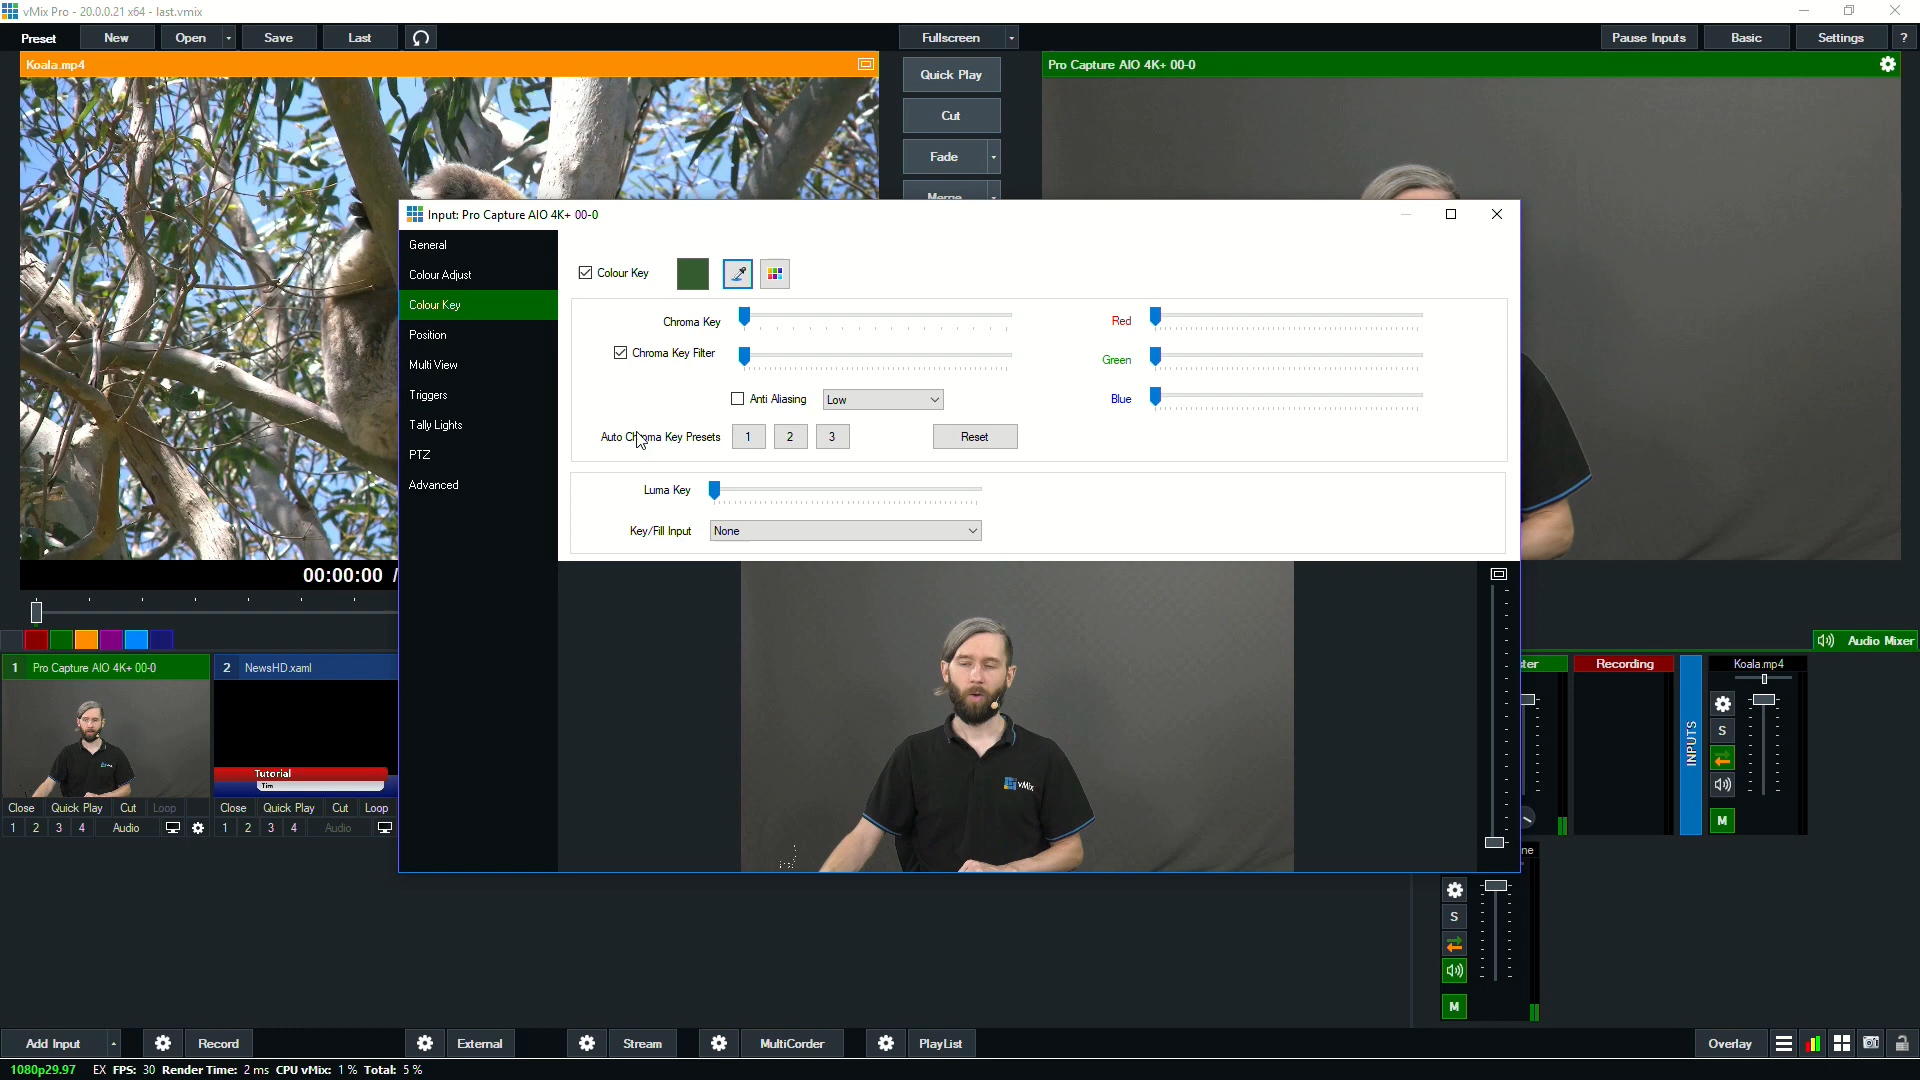 vMix Pro - 20.0.0.21 x64 - last.vmix
Preset New Open Save Last Fullscreen Pause Inputs Basic Settings ?
Koala.mp4
Quick Play
Cut
Fade
Merge
Pro Capture AIO 4K+ 00-0
Input: Pro Capture AIO 4K+ 00-0
General
Colour Adjust
Colour Key
Position
Multi View
Triggers
Tally Lights
PTZ
Advanced
Colour Key
Chroma Key
Chroma Key Filter
Anti Aliasing Low
Auto Chroma Key Presets 1 2 3 Reset
Red
Green
Blue
Luma Key
Key/Fill Input None
vMix
00:00:00 /
1 Pro Capture AIO 4K+ 00-0
Close Quick Play Cut Loop
1 2 3 4 Audio
2 NewsHD.xaml
Tutorial
Tim
Close Quick Play Cut Loop
1 2 3 4 Audio
Audio Mixer
ter
Recording
INPUTS
Koala.mp4
S
M
ne
S
M
Add Input Record External Stream MultiCorder PlayList Overlay
1080p29.97 EX FPS: 30 Render Time: 2 ms CPU vMix: 1 % Total: 5 %